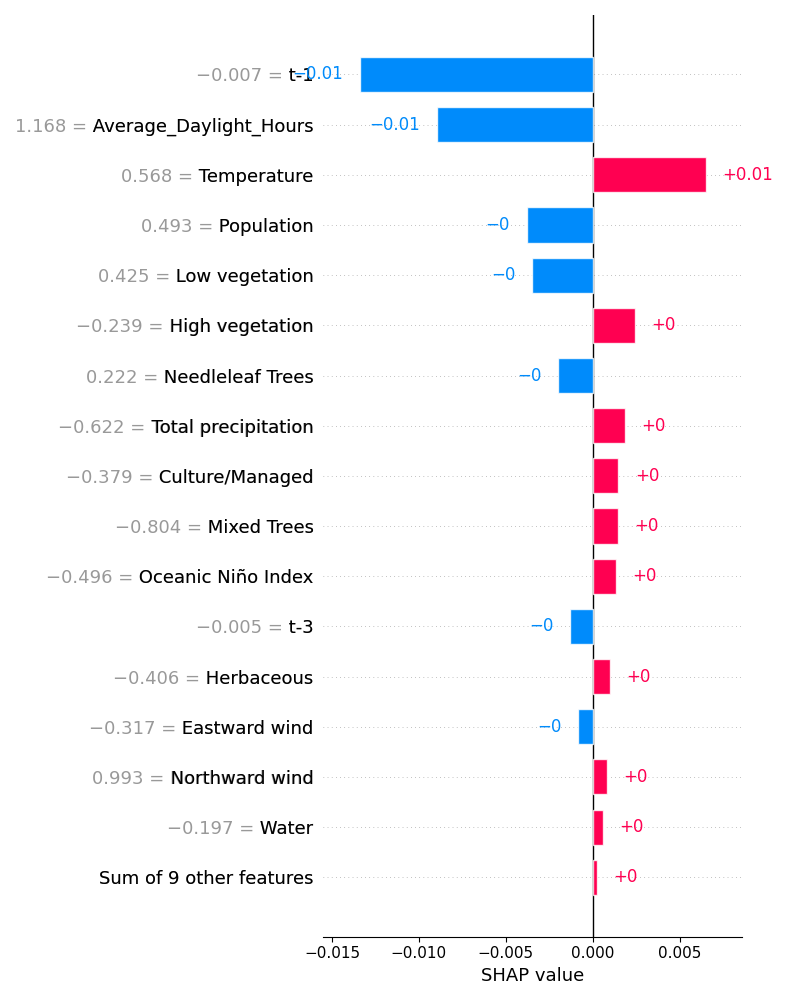 −0.007 = t-1 −0.01
1.168 = Average_Daylight_Hours −0.01
0.568 = Temperature +0.01
0.493 = Population −0
0.425 = Low vegetation −0
−0.239 = High vegetation +0
0.222 = Needleleaf Trees −0
−0.622 = Total precipitation +0
−0.379 = Culture/Managed +0
−0.804 = Mixed Trees +0
−0.496 = Oceanic Niño Index +0
−0.005 = t-3 −0
−0.406 = Herbaceous +0
−0.317 = Eastward wind −0
0.993 = Northward wind +0
−0.197 = Water +0
Sum of 9 other features +0
−0.015 −0.010 −0.005 0.000 0.005
SHAP value